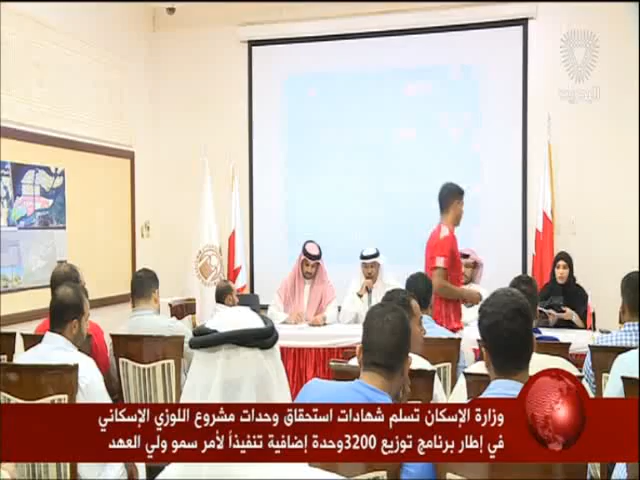 البحرين
وزارة الإسكان تسلم شهادات استحقاق وحدات مشروع اللوزي الإسكاني
في إطار برنامج توزيع 3200وحدة إضافية تنفيذاً لأمر سمو ولي العهد